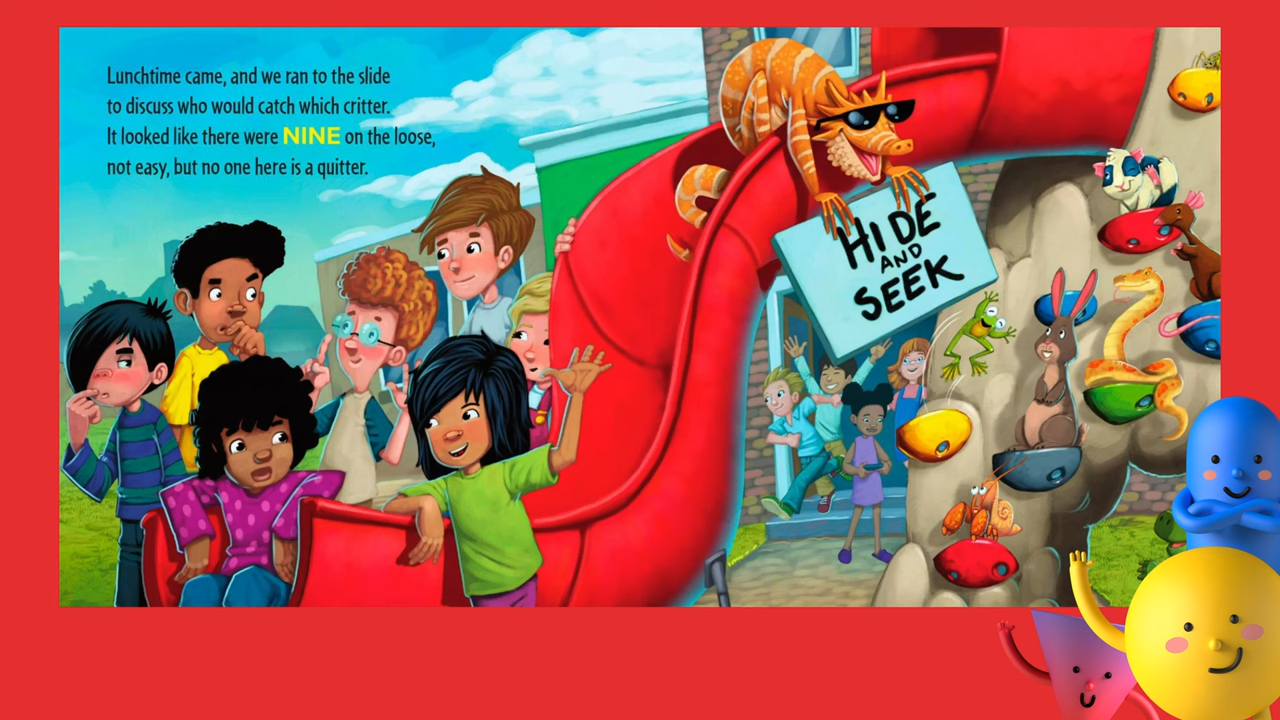 Lunchtime came, and we ran to the slide
to discuss who would catch which critter.
It looked like there were NINE on the loose,
not easy, but no one here is a quitter.
HIDE
AND
SEEK